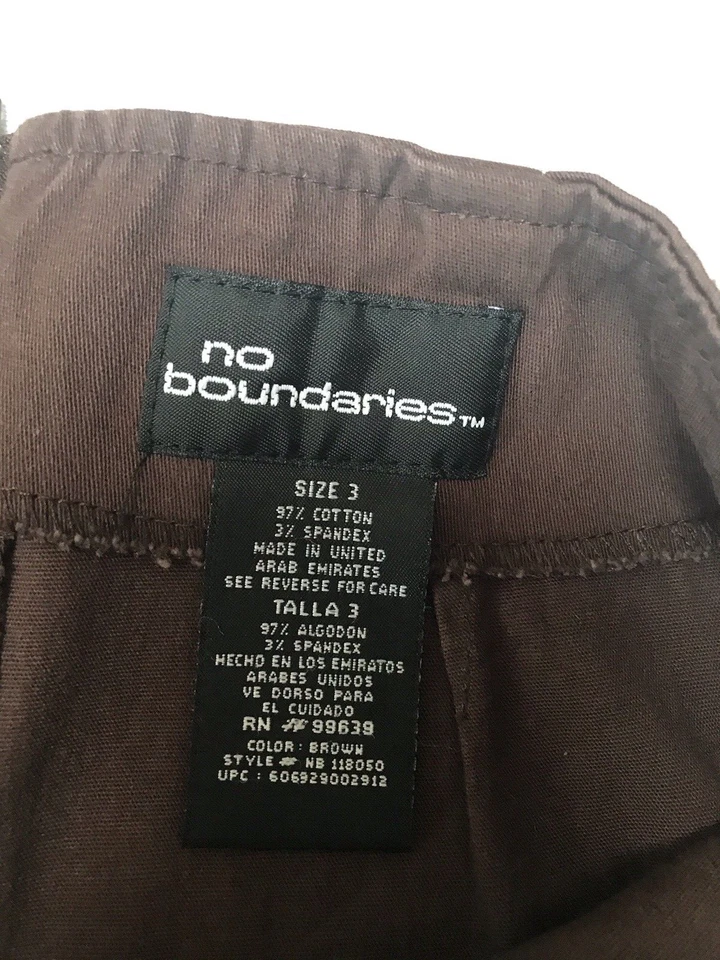 no
boundaries™
SIZE 3
97% COTTON
3% SPANDEX
MADE IN UNITED
ARAB EMIRATES
SEE REVERSE FOR CARE
TALLA 3
97% ALGODON
3% SPANDEX
HECHO EN LOS EMIRATOS
ARABES UNIDOS
VE DORSO PARA
EL CUIDADO
RN # 99639
COLOR : BROWN
STYLE # NB 118050
UPC : 606929002912